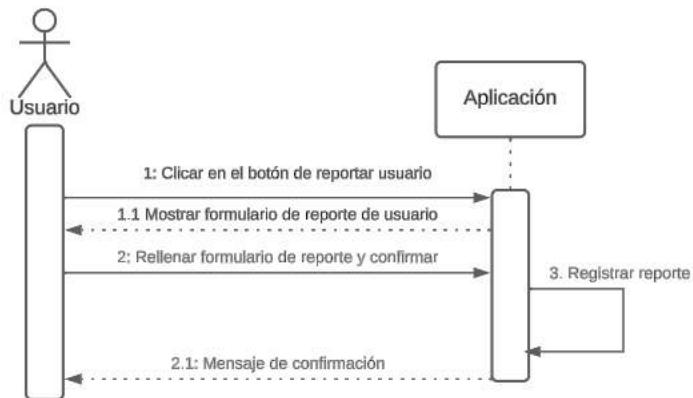 Usuario
Aplicación
1: Clicar en el botón de reportar usuario
1.1 Mostrar formulario de reporte de usuario
2: Rellenar formulario de reporte y confirmar
3. Registrar reporte
2.1: Mensaje de confirmación